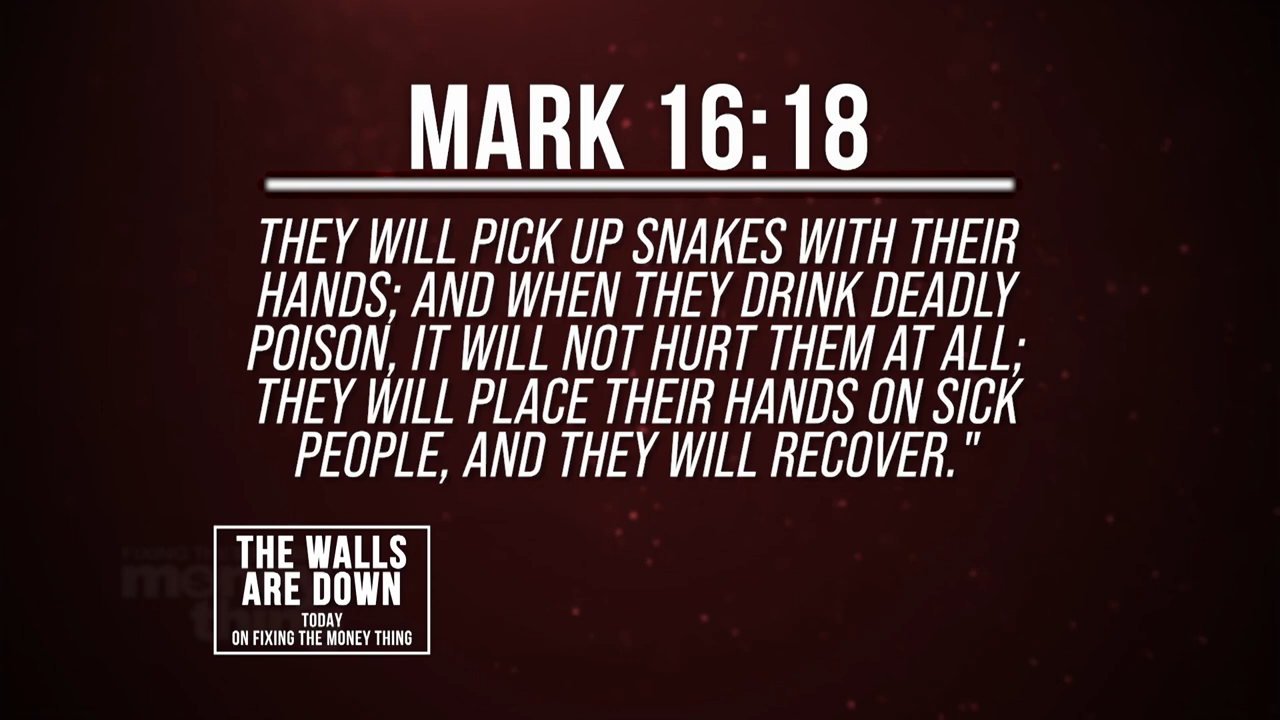 MARK 16:18
THEY WILL PICK UP SNAKES WITH THEIR
HANDS; AND WHEN THEY DRINK DEADLY
POISON, IT WILL NOT HURT THEM AT ALL;
THEY WILL PLACE THEIR HANDS ON SICK
PEOPLE, AND THEY WILL RECOVER."
THE WALLS
ARE DOWN
TODAY
ON FIXING THE MONEY THING